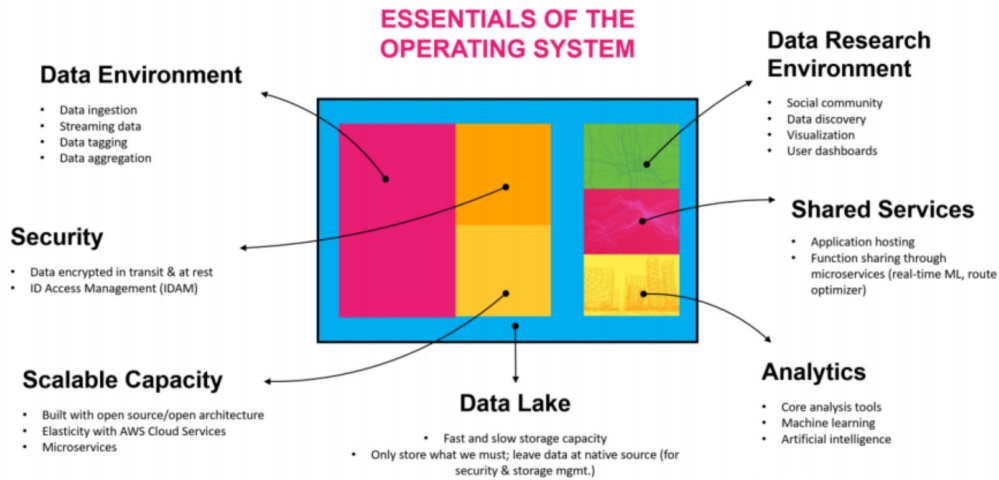 ESSENTIALS OF THE
OPERATING SYSTEM
Data Environment
• Data ingestion
• Streaming data
• Data tagging
• Data aggregation
Security
• Data encrypted in transit & at rest
• ID Access Management (IDAM)
Scalable Capacity
• Built with open source/open architecture
• Elasticity with AWS Cloud Services
• Microservices
Data Lake
• Fast and slow storage capacity
• Only store what we must; leave data at native source (for
security & storage mgmt.)
Data Research
Environment
• Social community
• Data discovery
• Visualization
• User dashboards
Shared Services
• Application hosting
• Function sharing through
microservices (real-time ML, route
optimizer)
Analytics
• Core analysis tools
• Machine learning
• Artificial intelligence